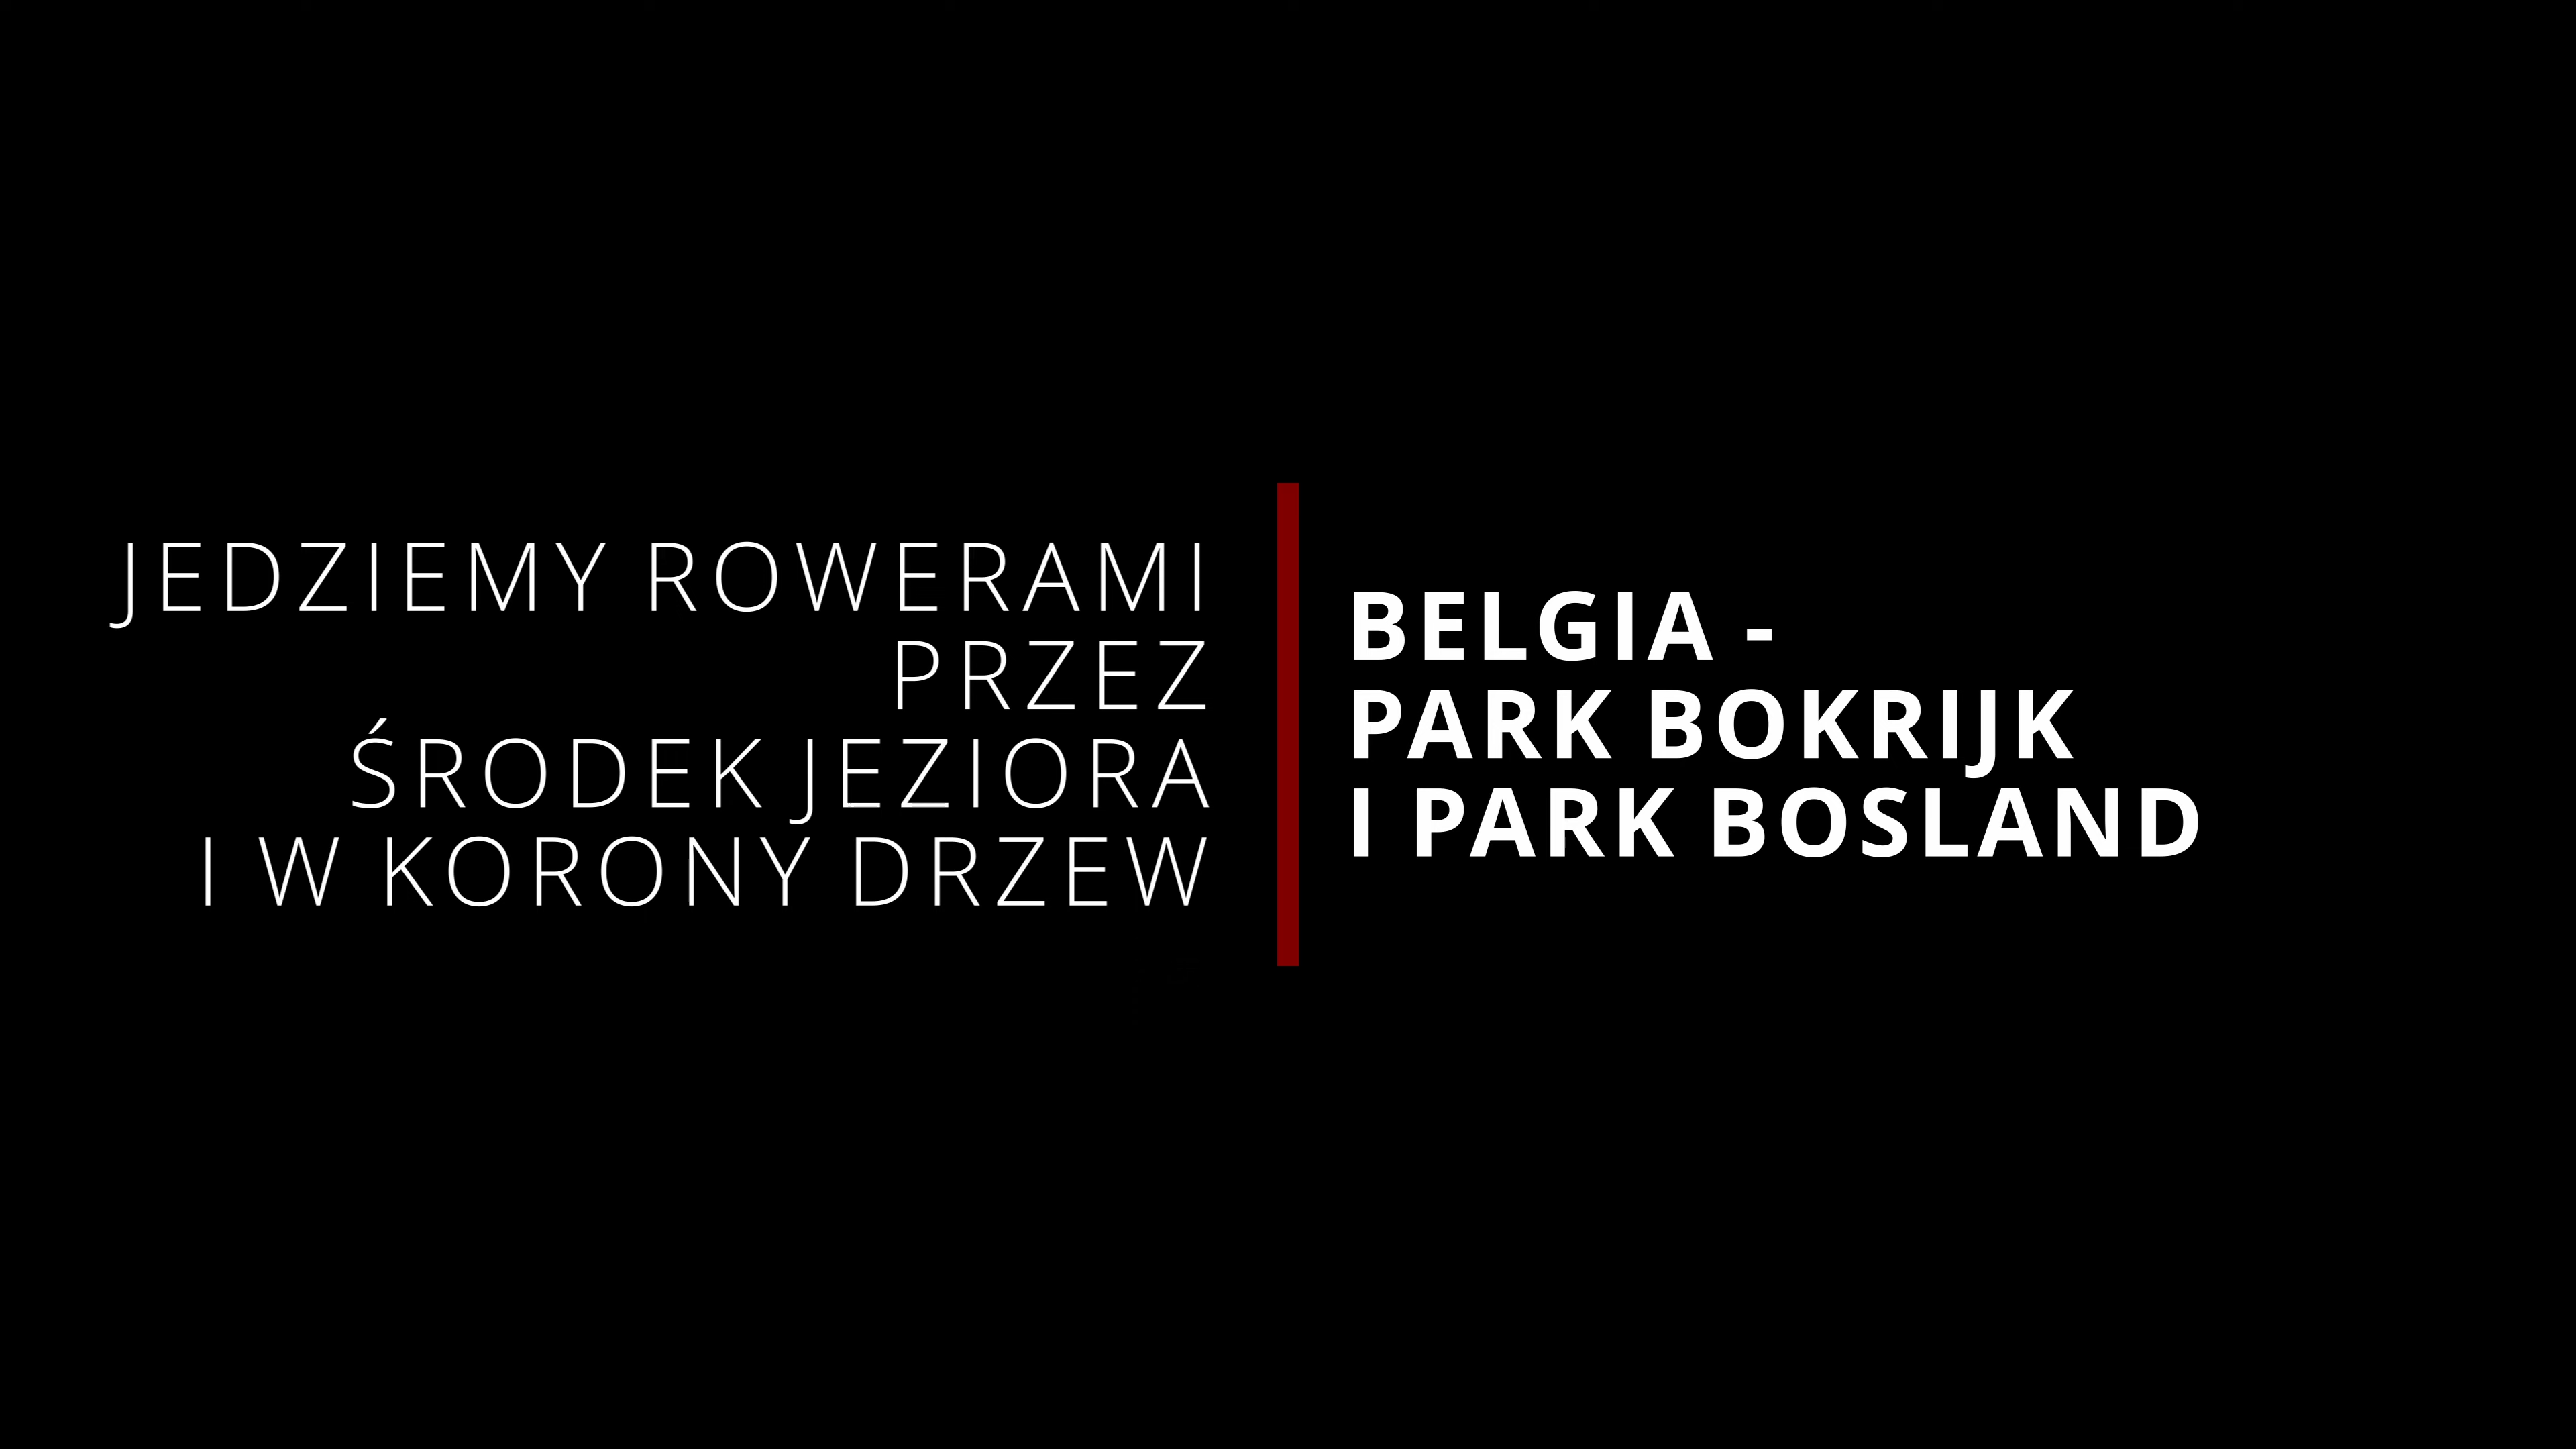 JEDZIEMY ROWERAMI
PRZEZ
ŚRODEK JEZIORA
I W KORONY DRZEW
BELGIA -
PARK BOKRIJK
I PARK BOSLAND